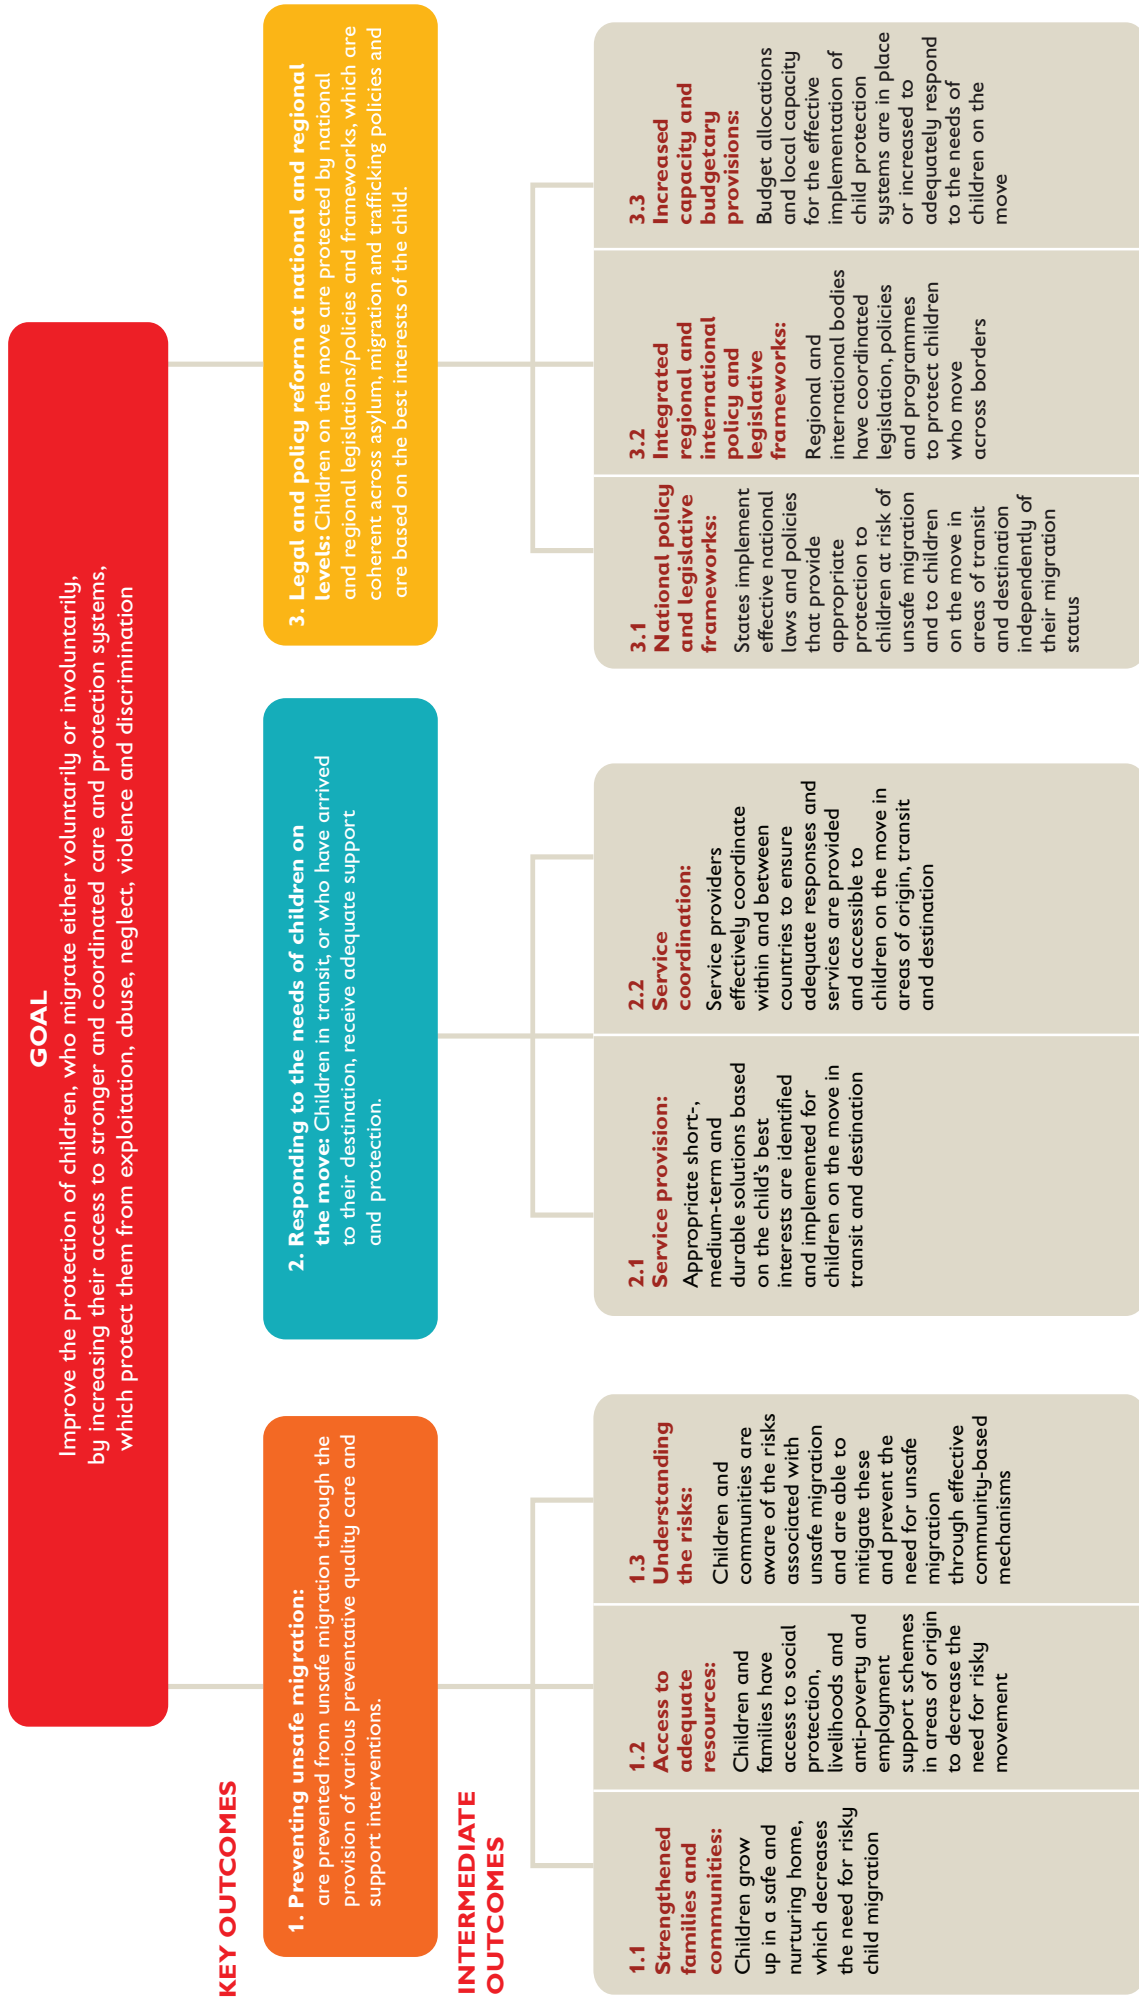 GOAL
Improve the protection of children, who migrate either voluntarily or involuntarily,
by increasing their access to stronger and coordinated care and protection systems,
which protect them from exploitation, abuse, neglect, violence and discrimination
KEY OUTCOMES
1. Preventing unsafe migration:
are prevented from unsafe migration through the
provision of various preventative quality care and
support interventions.
2. Responding to the needs of children on
the move: Children in transit, or who have arrived
to their destination, receive adequate support
and protection.
3. Legal and policy reform at national and regional
levels: Children on the move are protected by national
and regional legislations/policies and frameworks, which are
coherent across asylum, migration and trafficking policies and
are based on the best interests of the child.
INTERMEDIATE
OUTCOMES
1.1
Strengthened
families and
communities:
Children grow
up in a safe and
nurturing home,
which decreases
the need for risky
child migration
1.2
Access to
adequate
resources:
Children and
families have
access to social
protection,
livelihoods and
anti-poverty and
employment
support schemes
in areas of origin
to decrease the
need for risky
movement
1.3
Understanding
the risks:
Children and
communities are
aware of the risks
associated with
unsafe migration
and are able to
mitigate these
and prevent the
need for unsafe
migration
through effective
community-based
mechanisms
2.1
Service provision:
Appropriate short-,
medium-term and
durable solutions based
on the child's best
interests are identified
and implemented for
children on the move in
transit and destination
2.2
Service
coordination:
Service providers
effectively coordinate
within and between
countries to ensure
adequate responses and
services are provided
and accessible to
children on the move in
areas of origin, transit
and destination
3.1
National policy
and legislative
frameworks:
States implement
effective national
laws and policies
that provide
appropriate
protection to
children at risk of
unsafe migration
and to children
on the move in
areas of transit
and destination
independently of
their migration
status
3.2
Integrated
regional and
international
policy and
legislative
frameworks:
Regional and
international bodies
have coordinated
legislation, policies
and programmes
to protect children
who move
across borders
3.3
Increased
capacity and
budgetary
provisions:
Budget allocations
and local capacity
for the effective
implementation of
child protection
systems are in place
or increased to
adequately respond
to the needs of
children on the
move